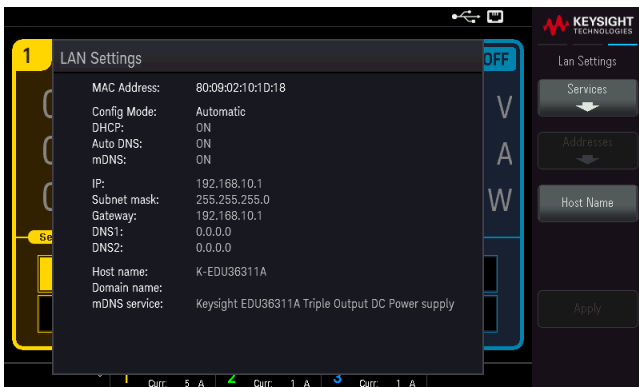 KEYSIGHT
TECHNOLOGIES
1
LAN Settings
OFF
Lan Settings
MAC Address: 80:09:02:10:1D:18
Services
Config Mode: Automatic
DHCP: ON
Auto DNS: ON
mDNS: ON
V
A
W
Addresses
IP: 192.168.10.1
Subnet mask: 255.255.255.0
Gateway: 192.168.10.1
DNS1: 0.0.0.0
DNS2: 0.0.0.0
Host Name
Host name: K-EDU36311A
Domain name:
mDNS service: Keysight EDU36311A Triple Output DC Power supply
Apply
1 Curr: 5 A 2 Curr: 1 A 3 Curr: 1 A